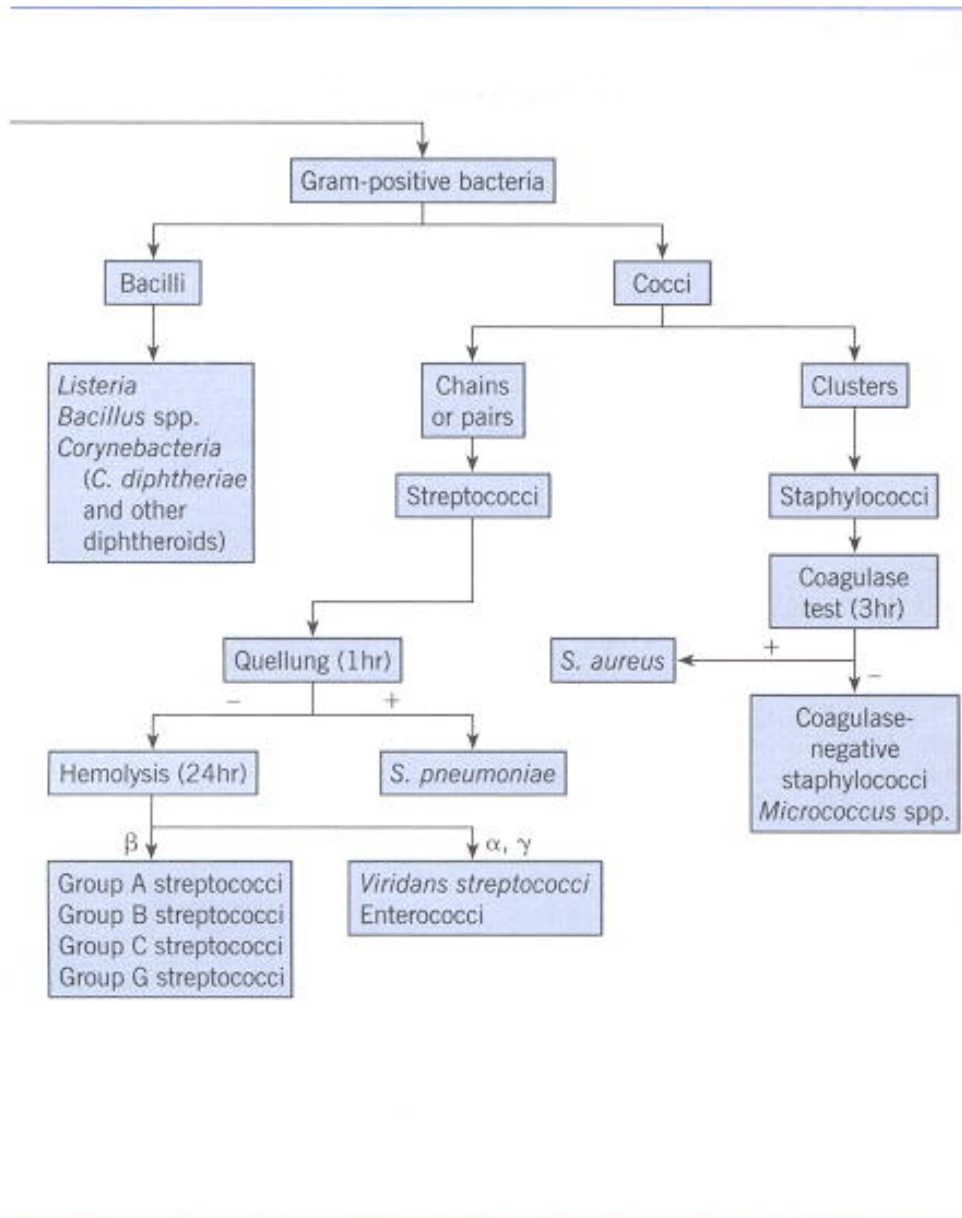 Gram-positive bacteria
Bacilli
Cocci
Listeria
Bacillus spp.
Corynebacteria
(C. diphtheriae
and other
diphtheroids)
Chains
or pairs
Clusters
Streptococci
Staphylococci
Coagulase
test (3hr)
Quellung (1hr)
S. aureus
+
−
− +
Coagulase-
negative
staphylococci
Micrococcus spp.
Hemolysis (24hr)
S. pneumoniae
β
α, γ
Group A streptococci
Group B streptococci
Group C streptococci
Group G streptococci
Viridans streptococci
Enterococci